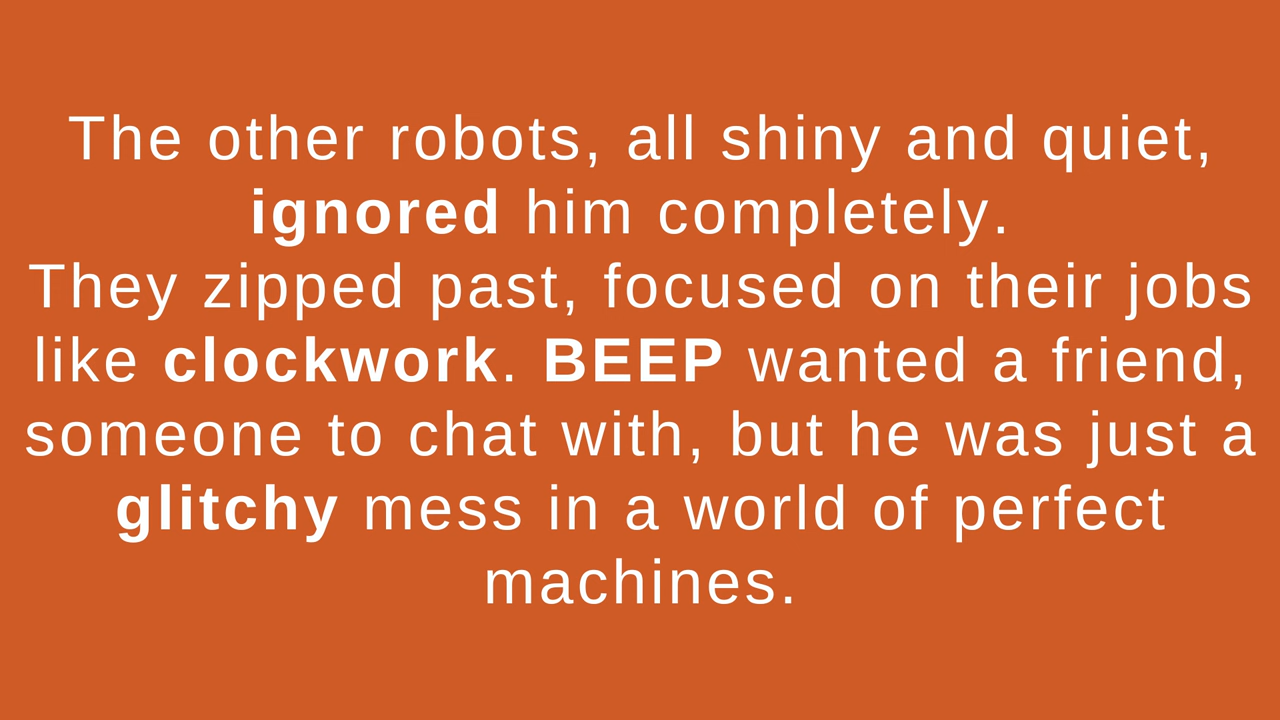 The other robots, all shiny and quiet,
ignored him completely.
They zipped past, focused on their jobs
like clockwork. BEEP wanted a friend,
someone to chat with, but he was just a
glitchy mess in a world of perfect
machines.